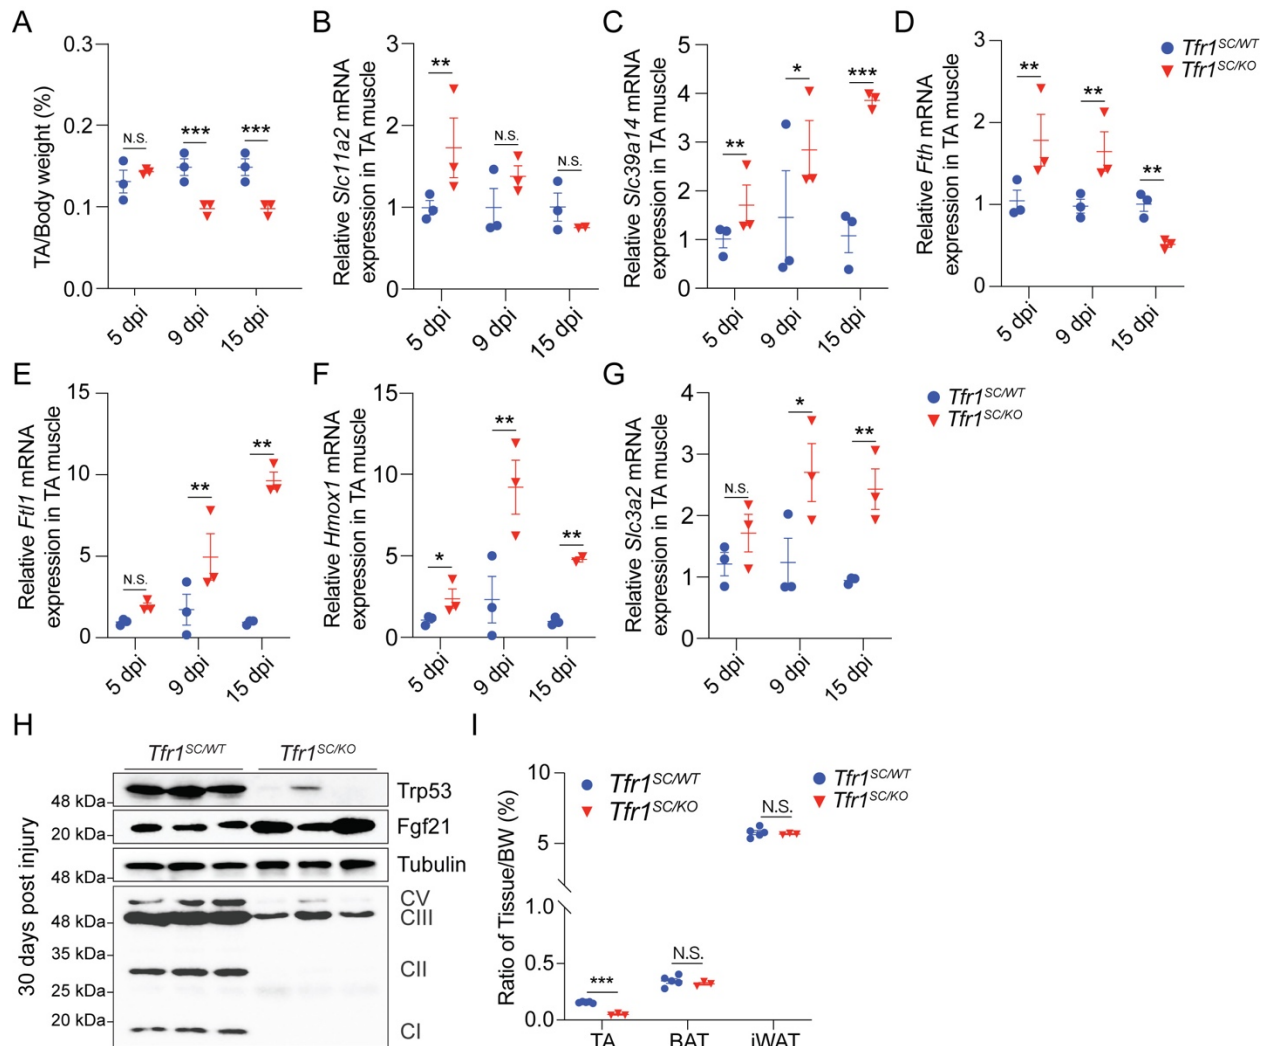 A
TA/Body weight (%)
0.3
0.2
0.1
0.0
N.S.
***
***
5 dpi
9 dpi
15 dpi
B
Relative Slc11a2 mRNA
expression in TA muscle
3
2
1
0
**
N.S.
N.S.
5 dpi
9 dpi
15 dpi
C
Relative Slc39a14 mRNA
expression in TA muscle
5
4
3
2
1
0
**
*
***
5 dpi
9 dpi
15 dpi
D
Relative Fth mRNA
expression in TA muscle
3
2
1
0
**
**
**
5 dpi
9 dpi
15 dpi
Tfr1SC/WT
Tfr1SC/KO
E
Relative Ftl1 mRNA
expression in TA muscle
15
10
5
0
N.S.
**
**
5 dpi
9 dpi
15 dpi
F
Relative Hmox1 mRNA
expression in TA muscle
15
10
5
0
*
**
**
5 dpi
9 dpi
15 dpi
G
Relative Slc3a2 mRNA
expression in TA muscle
4
3
2
1
0
N.S.
*
**
5 dpi
9 dpi
15 dpi
Tfr1SC/WT
Tfr1SC/KO
H
30 days post injury
Tfr1SC/WT Tfr1SC/KO
48 kDa Trp53
20 kDa Fgf21
48 kDa Tubulin
CV
48 kDa CIII
35 kDa
CII
25 kDa
20 kDa
CI
I
Ratio of Tissue/BW (%)
10
5
1.0
0.5
0.0
Tfr1SC/WT
Tfr1SC/KO
Tfr1SC/WT
Tfr1SC/KO
***
N.S.
N.S.
TA
BAT
iWAT